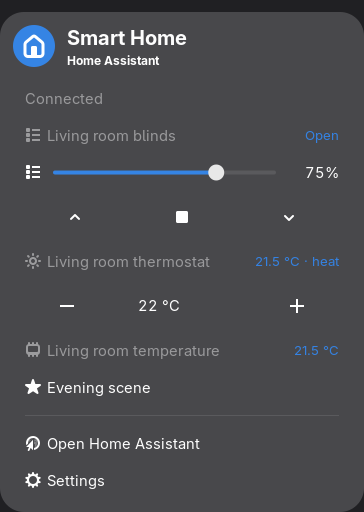 Smart Home
Home Assistant
Connected
Living room blinds Open
75%
Living room thermostat 21.5 °C · heat
22 °C
Living room temperature 21.5 °C
Evening scene
Open Home Assistant
Settings